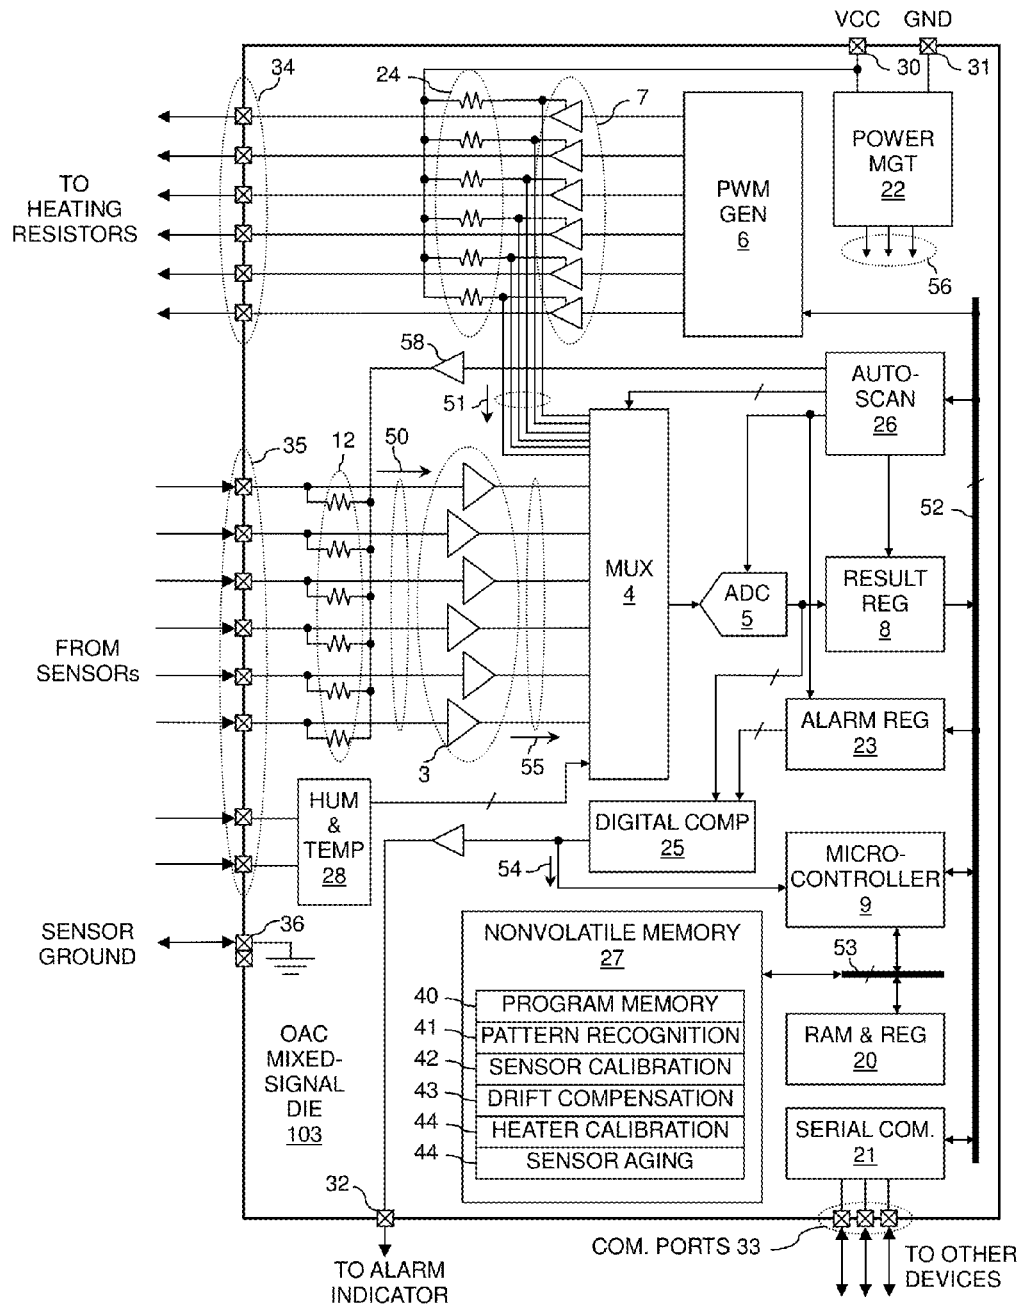 VCC GND
30 31
34
24
7
TO
HEATING
RESISTORS
PWM
GEN
6
POWER
MGT
22
56
58
51
AUTO-
SCAN
26
35
12
50
52
MUX
4
ADC
5
RESULT
REG
8
FROM
SENSORs
3
55
ALARM REG
23
HUM
&
TEMP
28
DIGITAL COMP
25
54
MICRO-
CONTROLLER
9
SENSOR
GROUND
36
NONVOLATILE MEMORY
27
53
40 PROGRAM MEMORY
41 PATTERN RECOGNITION
42 SENSOR CALIBRATION
43 DRIFT COMPENSATION
44 HEATER CALIBRATION
44 SENSOR AGING
RAM & REG
20
OAC
MIXED-
SIGNAL
DIE
103
SERIAL COM.
21
32
COM. PORTS 33
TO ALARM
INDICATOR
TO OTHER
DEVICES